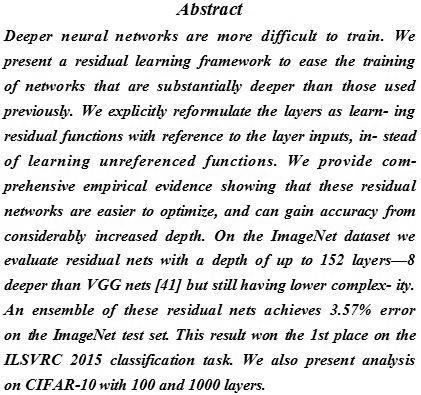 Abstract
Deeper neural networks are more difficult to train. We
present a residual learning framework to ease the training
of networks that are substantially deeper than those used
previously. We explicitly reformulate the layers as learn- ing
residual functions with reference to the layer inputs, in- stead
of learning unreferenced functions. We provide com-
prehensive empirical evidence showing that these residual
networks are easier to optimize, and can gain accuracy from
considerably increased depth. On the ImageNet dataset we
evaluate residual nets with a depth of up to 152 layers—8
deeper than VGG nets [41] but still having lower complex- ity.
An ensemble of these residual nets achieves 3.57% error
on the ImageNet test set. This result won the 1st place on the
ILSVRC 2015 classification task. We also present analysis
on CIFAR-10 with 100 and 1000 layers.